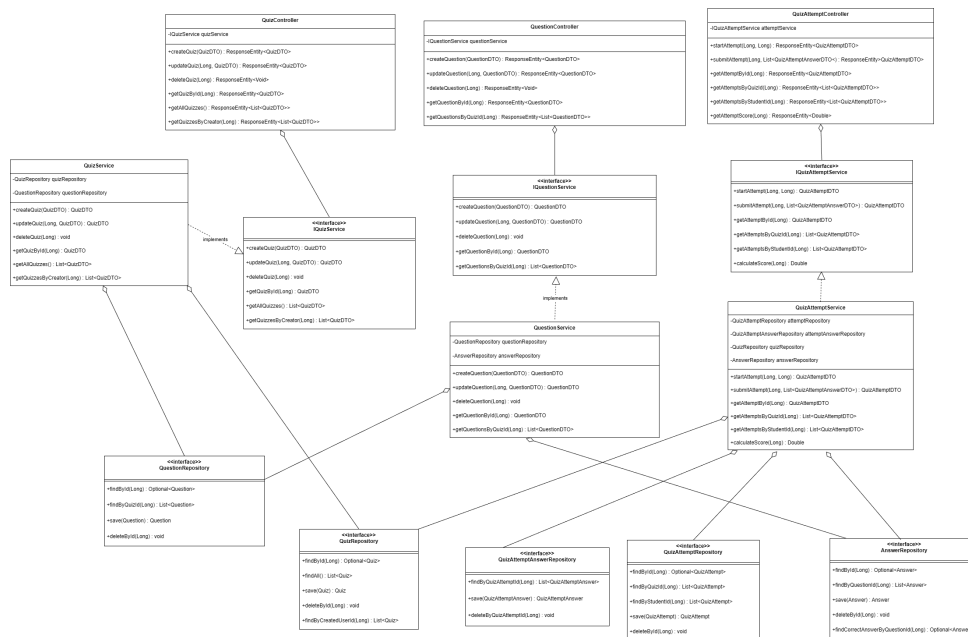 QuizController
-IQuizService quizService
+createQuiz(QuizDTO) : ResponseEntity<QuizDTO>
+updateQuiz(Long, QuizDTO) : ResponseEntity<QuizDTO>
+deleteQuiz(Long) : ResponseEntity<Void>
+getQuizById(Long) : ResponseEntity<QuizDTO>
+getAllQuizzes() : ResponseEntity<List<QuizDTO>>
+getQuizzesByCreator(Long) : ResponseEntity<List<QuizDTO>>
QuestionController
-IQuestionService questionService
+createQuestion(QuestionDTO) : ResponseEntity<QuestionDTO>
+updateQuestion(Long, QuestionDTO) : ResponseEntity<QuestionDTO>
+deleteQuestion(Long) : ResponseEntity<Void>
+getQuestionById(Long) : ResponseEntity<QuestionDTO>
+getQuestionsByQuizId(Long) : ResponseEntity<List<QuestionDTO>>
QuizAttemptController
-IQuizAttemptService attemptService
+startAttempt(Long, Long) : ResponseEntity<QuizAttemptDTO>
+submitAttempt(Long, List<QuizAttemptAnswerDTO<) : ResponseEntity>QuizAttemptDTO>
+getAttemptById(Long) : ResponseEntity<QuizAttemptDTO>
+getAttemptsByQuizId(Long) : ResponseEntity<List<QuizAttemptDTO>>
+getAttemptsByStudentId(Long) : ResponseEntity<List<QuizAttemptDTO>>
+getAttemptScore(Long) : ResponseEntity<Double>
QuizService
-QuizRepository quizRepository
-QuestionRepository questionRepository
+createQuiz(QuizDTO) : QuizDTO
+updateQuiz(Long, QuizDTO) : QuizDTO
+deleteQuiz(Long) : void
+getQuizById(Long) : QuizDTO
+getAllQuizzes() : List<QuizDTO>
+getQuizzesByCreator(Long) : List<QuizDTO>
implements
<<interface>>
IQuizService
+createQuiz(QuizDTO) : QuizDTO
+updateQuiz(Long, QuizDTO) : QuizDTO
+deleteQuiz(Long) : void
+getQuizById(Long) : QuizDTO
+getAllQuizzes() : List<QuizDTO>
+getQuizzesByCreator(Long) : List<QuizDTO>
<<interface>>
IQuestionService
+createQuestion(QuestionDTO) : QuestionDTO
+updateQuestion(Long, QuestionDTO) : QuestionDTO
+deleteQuestion(Long) : void
+getQuestionById(Long) : QuestionDTO
+getQuestionsByQuizId(Long) : List<QuestionDTO>
implements
<<interface>>
IQuizAttemptService
+startAttempt(Long, Long) : QuizAttemptDTO
+submitAttempt(Long, List<QuizAttemptAnswerDTO>) : QuizAttemptDTO
+getAttemptById(Long) : QuizAttemptDTO
+getAttemptsByQuizId(Long) : List<QuizAttemptDTO>
+getAttemptsByStudentId(Long) : List<QuizAttemptDTO>
+calculateScore(Long) : Double
QuestionService
-QuestionRepository questionRepository
-AnswerRepository answerRepository
+createQuestion(QuestionDTO) : QuestionDTO
+updateQuestion(Long, QuestionDTO) : QuestionDTO
+deleteQuestion(Long) : void
+getQuestionById(Long) : QuestionDTO
+getQuestionsByQuizId(Long) : List<QuestionDTO>
QuizAttemptService
-QuizAttemptRepository attemptRepository
-QuizAttemptAnswerRepository attemptAnswerRepository
-QuizRepository quizRepository
-AnswerRepository answerRepository
+startAttempt(Long, Long) : QuizAttemptDTO
+submitAttempt(Long, List<QuizAttemptAnswerDTO>) : QuizAttemptDTO
+getAttemptById(Long) : QuizAttemptDTO
+getAttemptsByQuizId(Long) : List<QuizAttemptDTO>
+getAttemptsByStudentId(Long) : List<QuizAttemptDTO>
+calculateScore(Long) : Double
<<interface>>
QuestionRepository
+findById(Long) : Optional<Question>
+findByQuizId(Long) : List<Question>
+save(Question) : Question
+deleteById(Long) : void
<<interface>>
QuizRepository
+findById(Long) : Optional<Quiz>
+findAll() : List<Quiz>
+save(Quiz) : Quiz
+deleteById(Long) : void
+findByCreatedUserId(Long) : List<Quiz>
<<interface>>
QuizAttemptAnswerRepository
+findByQuizAttemptId(Long) : List<QuizAttemptAnswer>
+save(QuizAttemptAnswer) : QuizAttemptAnswer
+deleteByQuizAttemptId(Long) : void
<<interface>>
QuizAttemptRepository
+findById(Long) : Optional<QuizAttempt>
+findByQuizId(Long) : List<QuizAttempt>
+findByStudentId(Long) : List<QuizAttempt>
+save(QuizAttempt) : QuizAttempt
+deleteById(Long) : void
<<interface>>
AnswerRepository
+findById(Long) : Optional<Answer>
+findByQuestionId(Long) : List<Answer>
+save(Answer) : Answer
+deleteById(Long) : void
+findCorrectAnswerByQuestionId(Long) : Optional<Answer